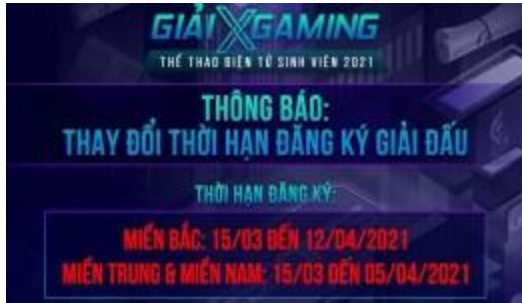 GIẢI X GAMING
THỂ THAO ĐIỆN TỬ SINH VIÊN 2021
THÔNG BÁO:
THAY ĐỔI THỜI HẠN ĐĂNG KÝ GIẢI ĐẤU
THỜI HẠN ĐĂNG KÝ:
MIỀN BẮC: 15/03 ĐẾN 12/04/2021
MIỀN TRUNG & MIỀN NAM: 15/03 ĐẾN 05/04/2021